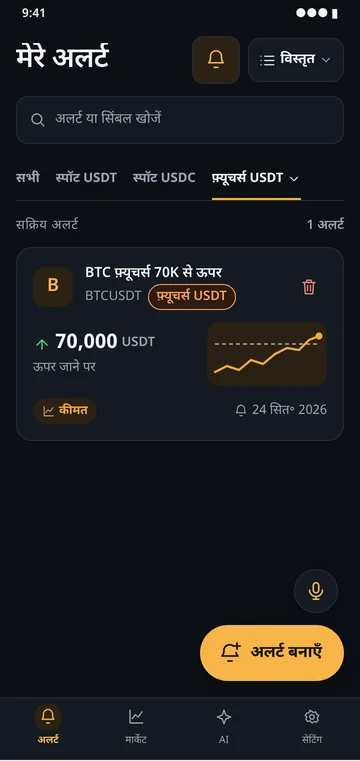 9:41
मेरे अलर्ट
विस्तृत
अलर्ट या सिंबल खोजें
सभी स्पॉट USDT स्पॉट USDC फ़्यूचर्स USDT
सक्रिय अलर्ट 1 अलर्ट
B
BTC फ़्यूचर्स 70K से ऊपर
BTCUSDT फ़्यूचर्स USDT
70,000 USDT
ऊपर जाने पर
कीमत 24 सित॰ 2026
अलर्ट बनाएँ
अलर्ट मार्केट AI सेटिंग